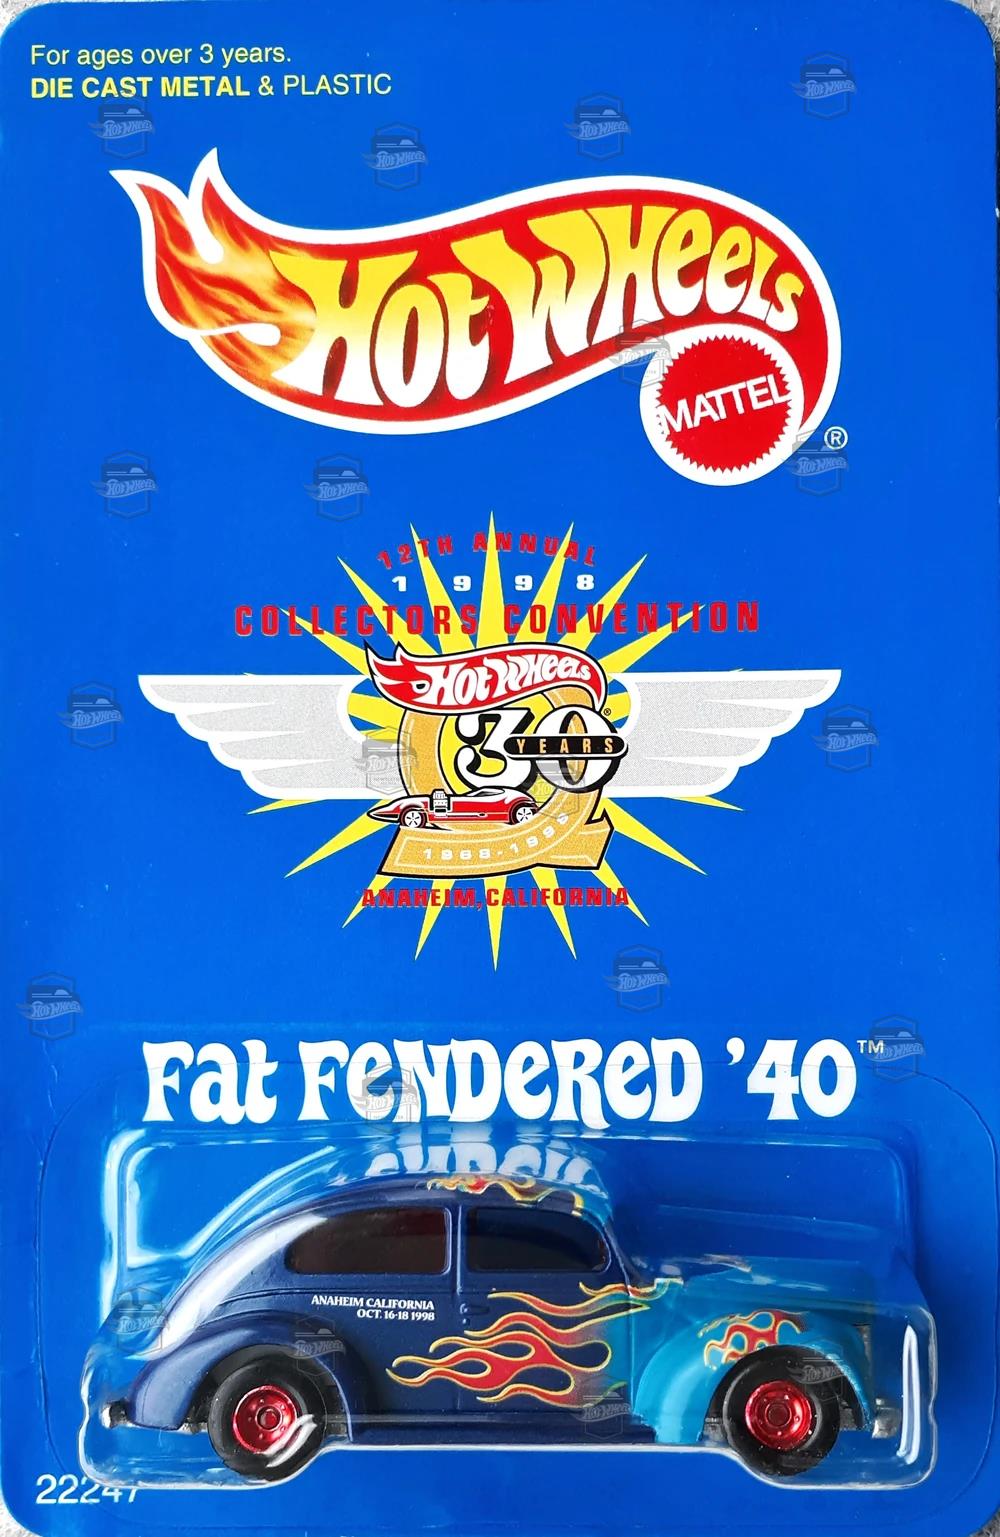 For ages over 3 years.
DIE CAST METAL & PLASTIC
HOT WHEELS
MATTEL
®
12TH ANNUAL
1998
COLLECTORS CONVENTION
HOT WHEELS
®
30
YEARS
1968-1998
ANAHEIM, CALIFORNIA
Fat FENDERED '40™
ANAHEIM CALIFORNIA
OCT. 16-18 1998
22247